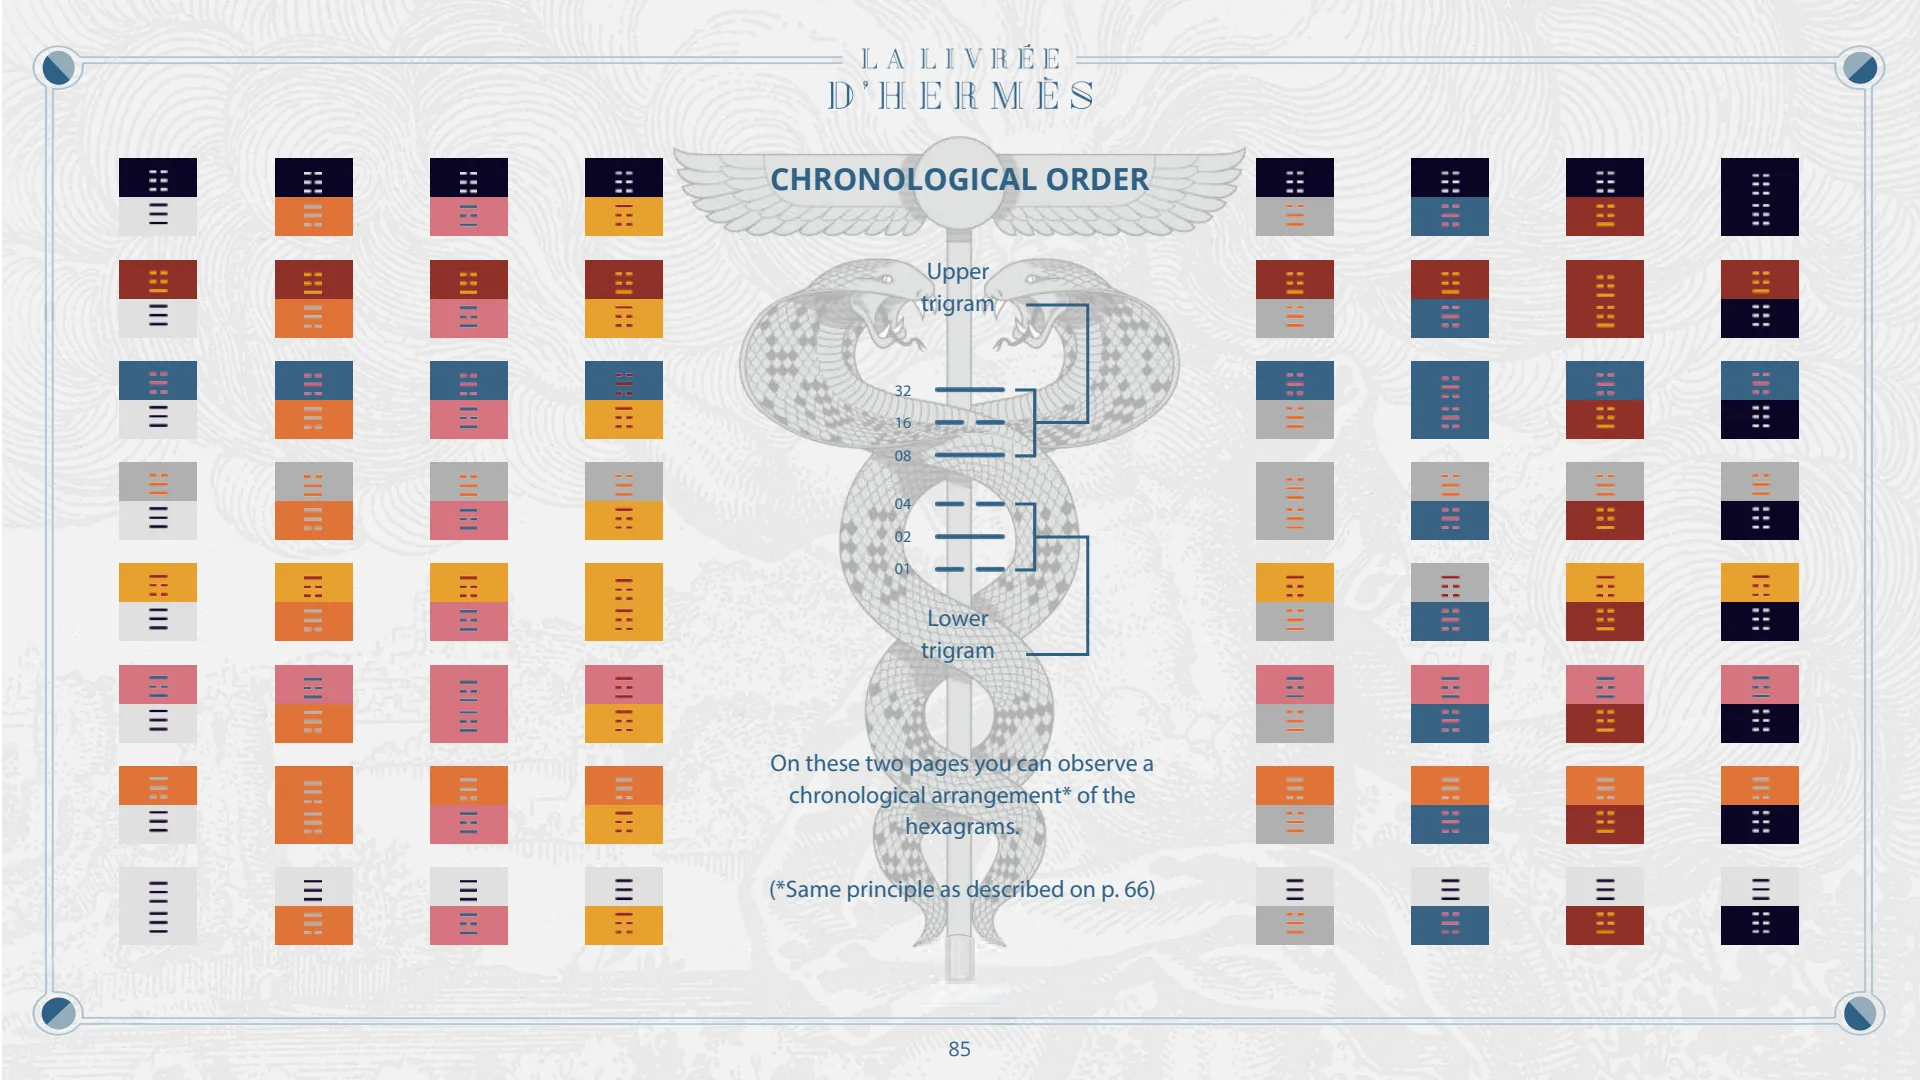 LA LIVRÉE
D'HERMÈS
CHRONOLOGICAL ORDER
Upper
trigram
32
16
08
04
02
01
Lower
trigram
On these two pages you can observe a
chronological arrangement* of the
hexagrams.
(*Same principle as described on p. 66)
85